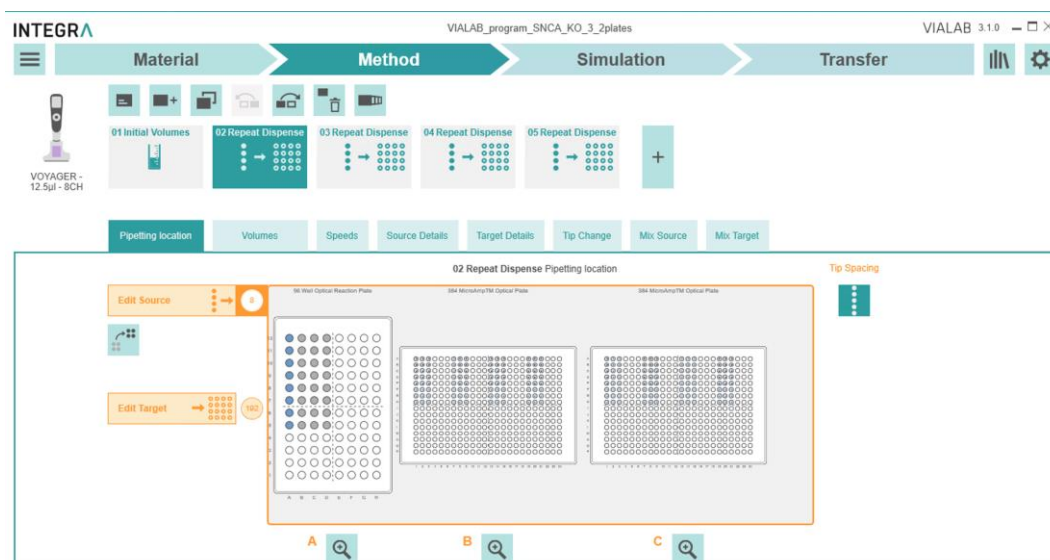 INTEGRA VIALAB_program_SNCA_KO_3_2plates VIALAB 3.1.0
Material Method Simulation Transfer
01 Initial Volumes 02 Repeat Dispense 03 Repeat Dispense 04 Repeat Dispense 05 Repeat Dispense
+
VOYAGER -
12.5µl - 8CH
Pipetting location Volumes Speeds Source Details Target Details Tip Change Mix Source Mix Target
02 Repeat Dispense Pipetting location Tip Spacing
96 Well Optical Reaction Plate 384 MicroAmpTM Optical Plate 384 MicroAmpTM Optical Plate
Edit Source 8
Edit Target 192
A B C D E F G H
A B C